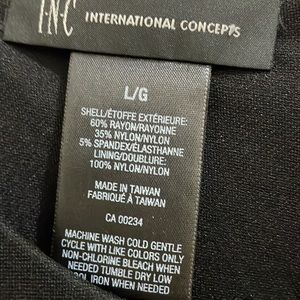 I·N·C INTERNATIONAL CONCEPTS
L/G
SHELL/ÉTOFFE EXTÉRIEURE:
60% RAYON/RAYONNE
35% NYLON/NYLON
5% SPANDEX/ÉLASTHANNE
LINING/DOUBLURE:
100% NYLON/NYLON
MADE IN TAIWAN
FABRIQUÉ À TAIWAN
CA 00234
MACHINE WASH COLD GENTLE
CYCLE WITH LIKE COLORS ONLY
NON-CHLORINE BLEACH WHEN
NEEDED TUMBLE DRY LOW
OOL IRON WHEN NEEDED